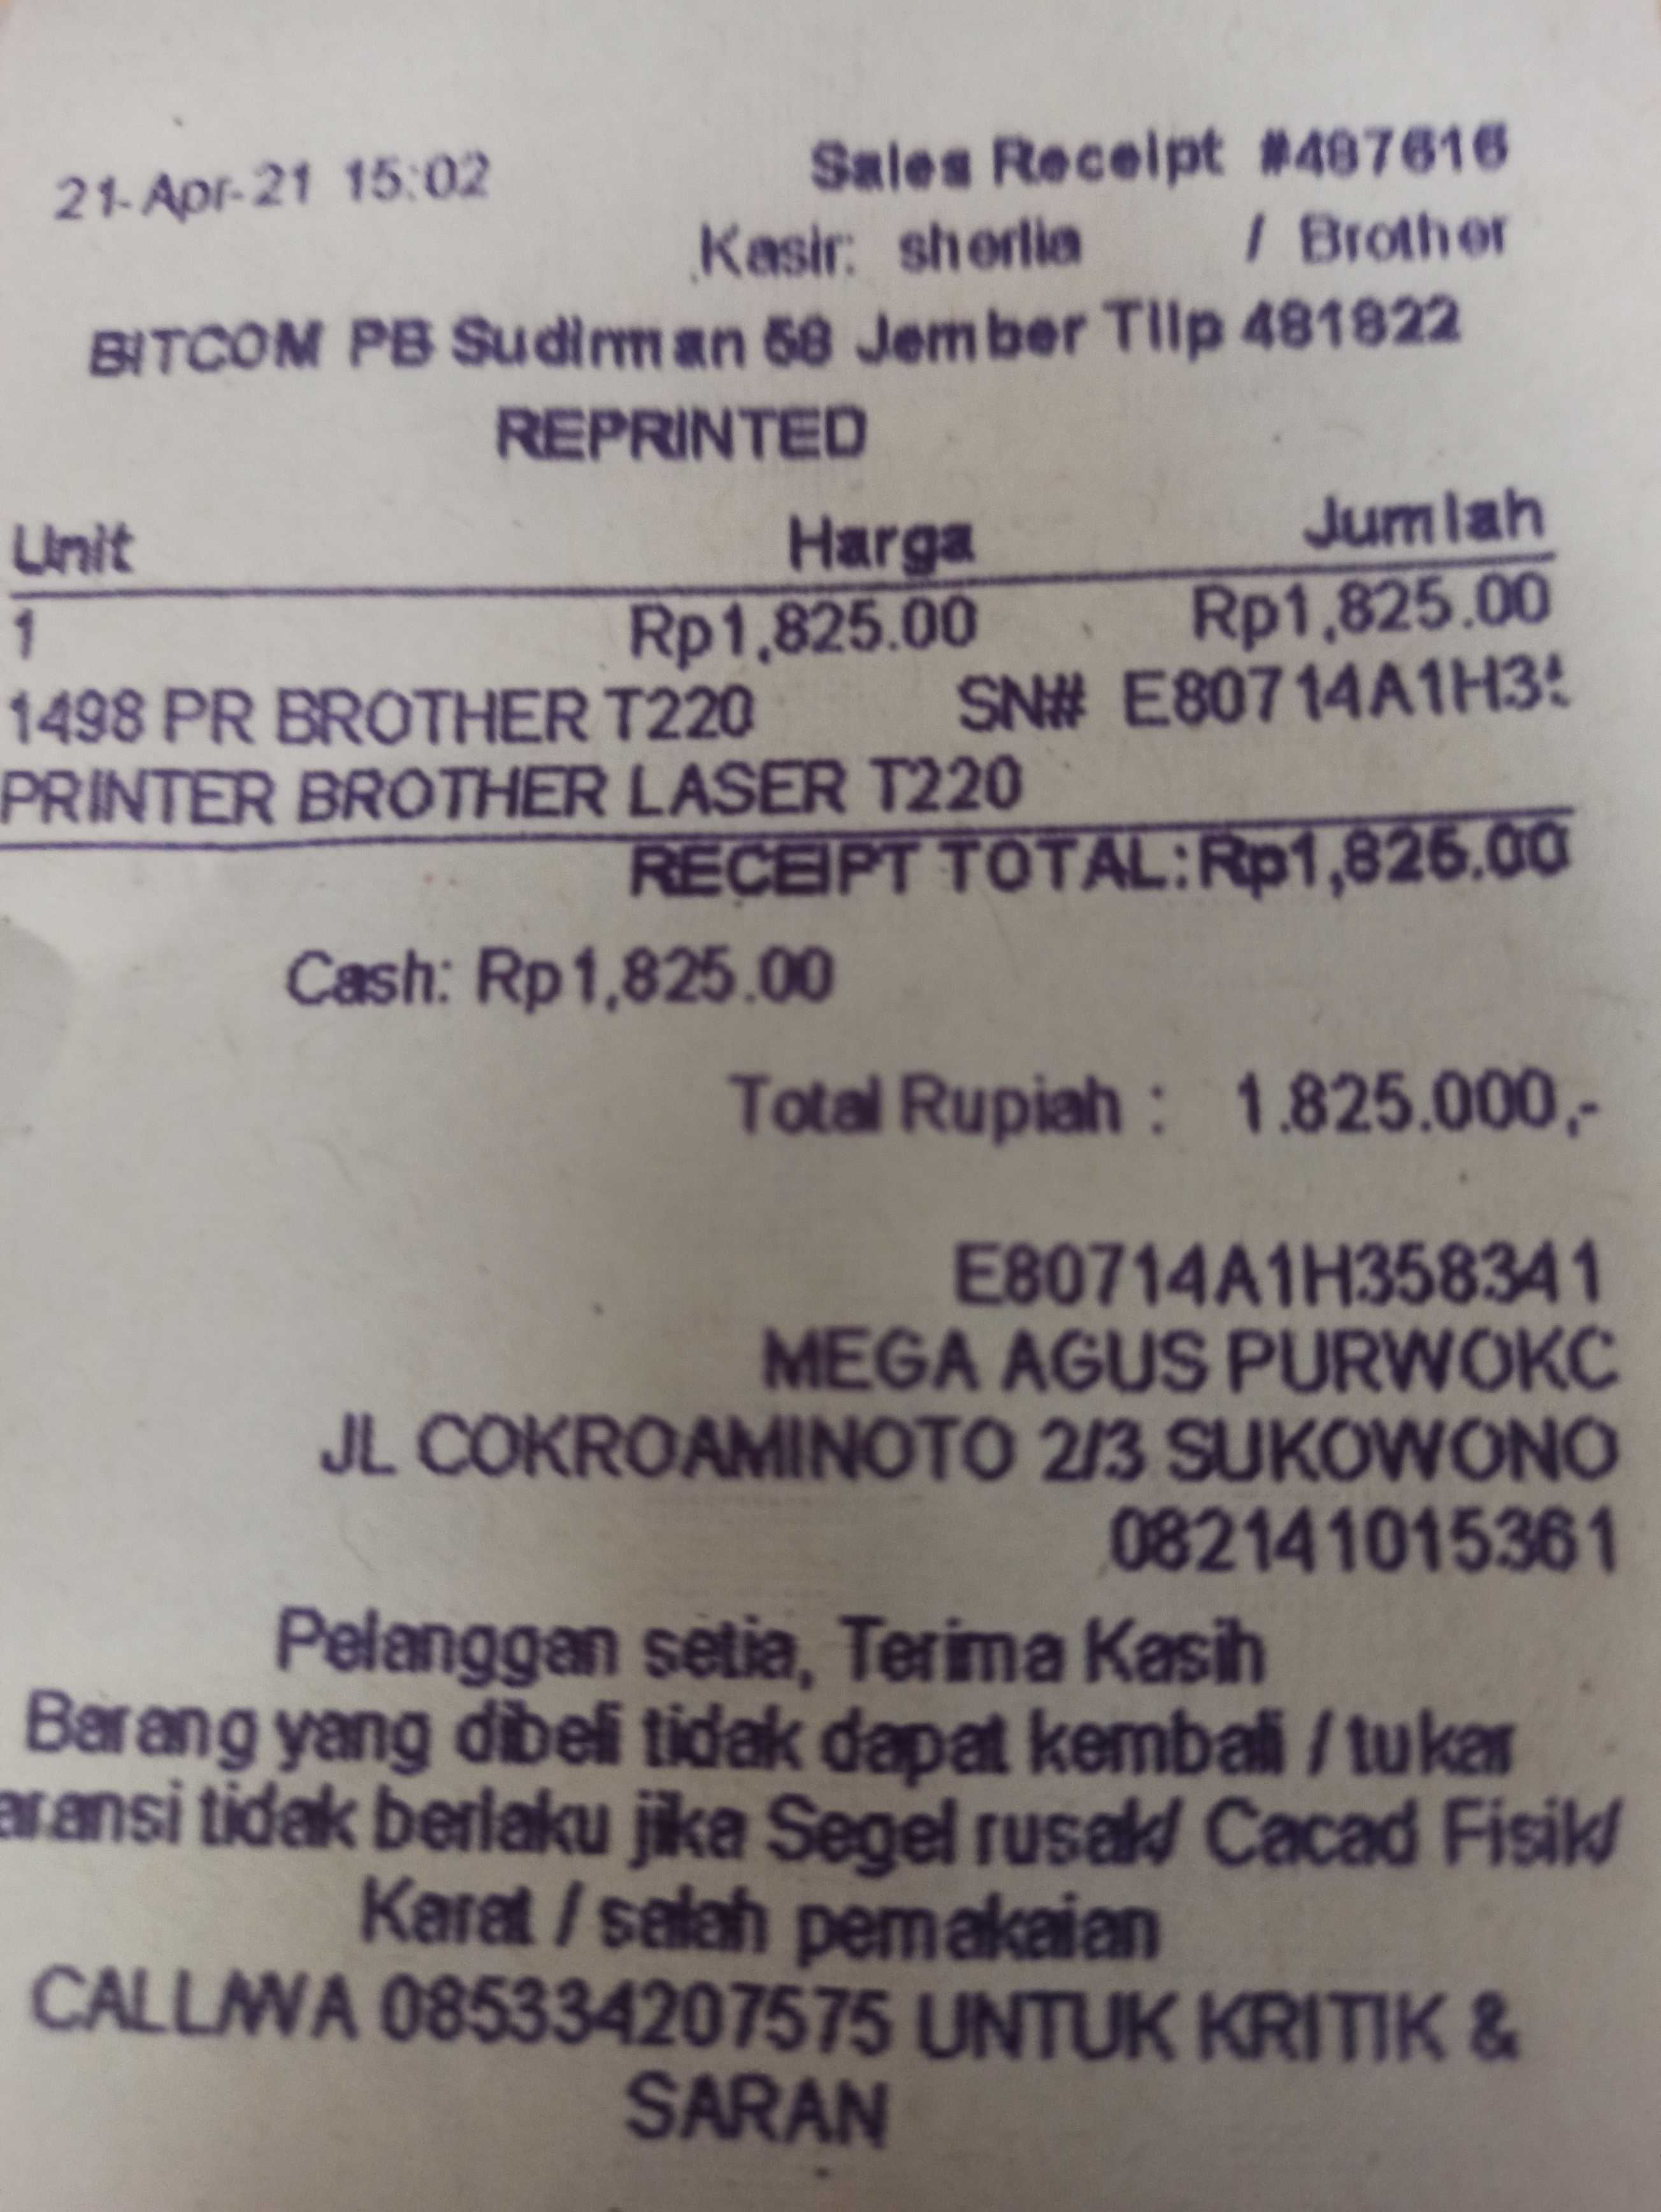 21-Apr-21 15:02 Sales Receipt #487616
Kasir: sherlia / Brother
BITCOM PB Sudirman 58 Jember Tllp 481822
REPRINTED
Unit Harga Jumlah
1 Rp1,825.00 Rp1,825.00
1498 PR BROTHER T220 SN# E80714A1H3
PRINTER BROTHER LASER T220
RECEIPT TOTAL: Rp1,825.00
Cash: Rp1,825.00
Total Rupiah : 1.825.000,-
E80714A1H358341
MEGA AGUS PURWOKC
JL COKROAMINOTO 2/3 SUKOWONO
082141015361
Pelanggan setia, Terima Kasih
Barang yang dibeli tidak dapat kembali / tukar
aransi tidak berlaku jika Segel rusak/ Cacad Fisik/
Karat / salah pemakaian
CALL/WA 085334207575 UNTUK KRITIK &
SARAN